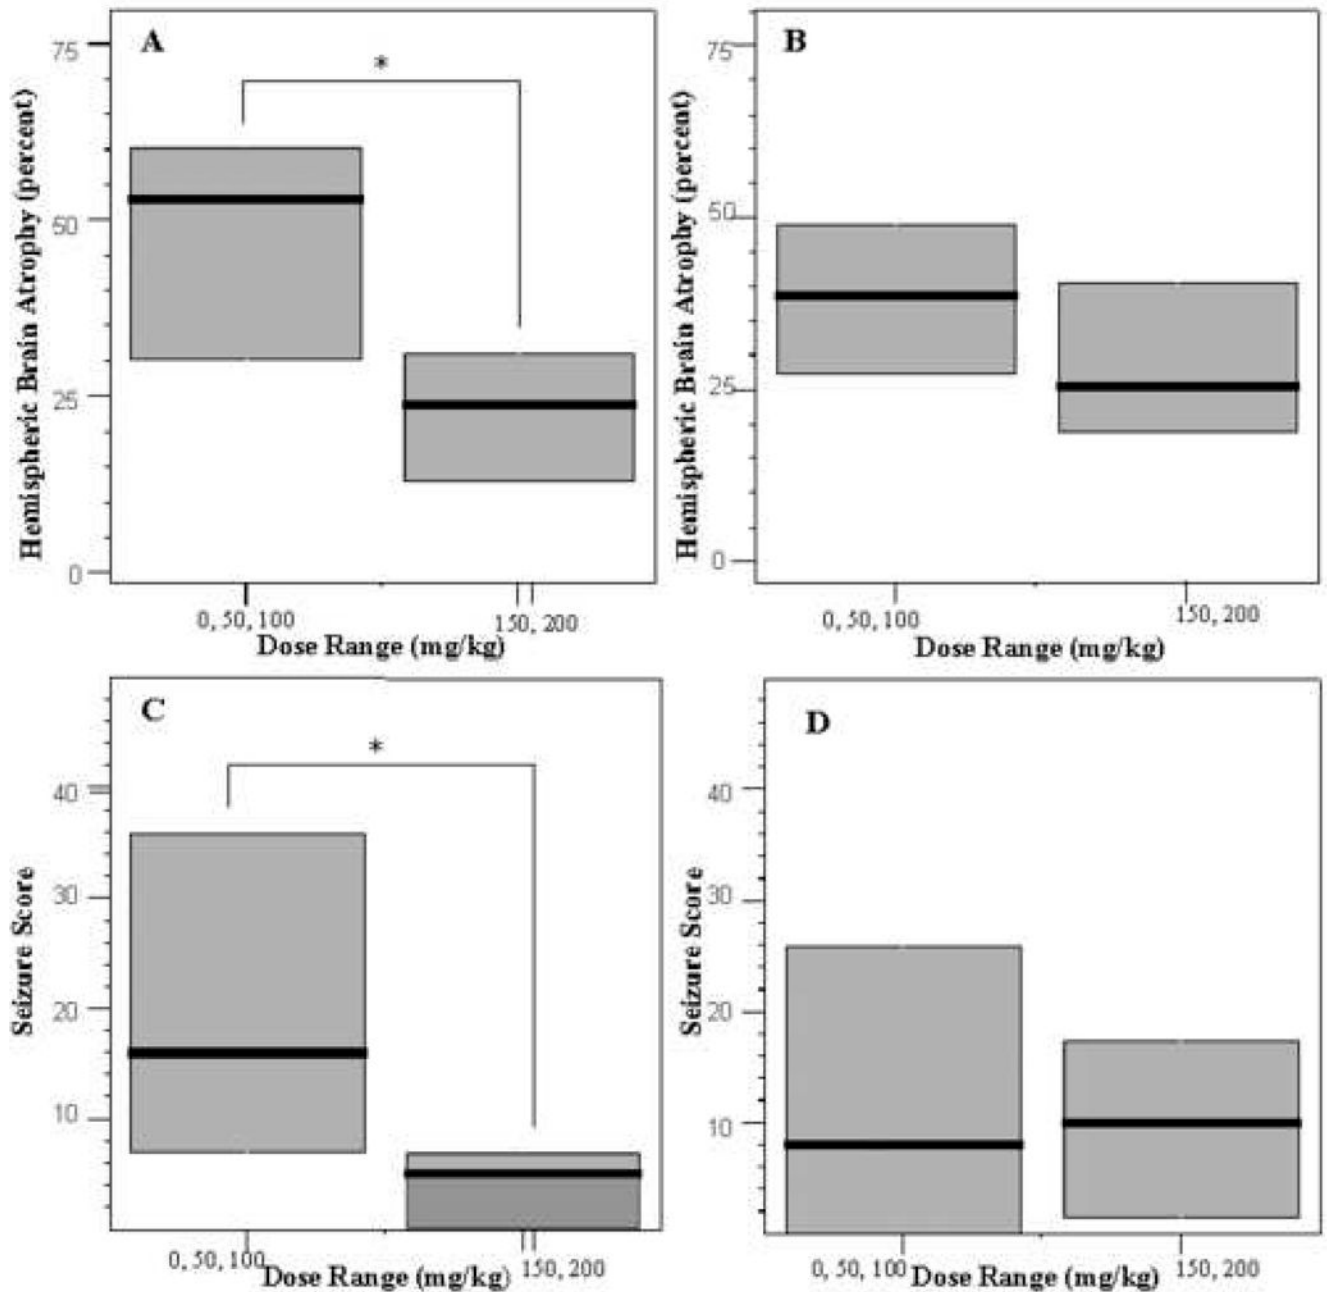 A
*
Hemispheric Brain Atrophy (percent)
75
50
25
0
0, 50, 100
150, 200
Dose Range (mg/kg)
B
Hemispheric Brain Atrophy (percent)
75
50
25
0
0, 50, 100
150, 200
Dose Range (mg/kg)
C
*
Seizure Score
40
30
20
10
0, 50, 100
150, 200
Dose Range (mg/kg)
D
Seizure Score
40
30
20
10
0, 50, 100
150, 200
Dose Range (mg/kg)